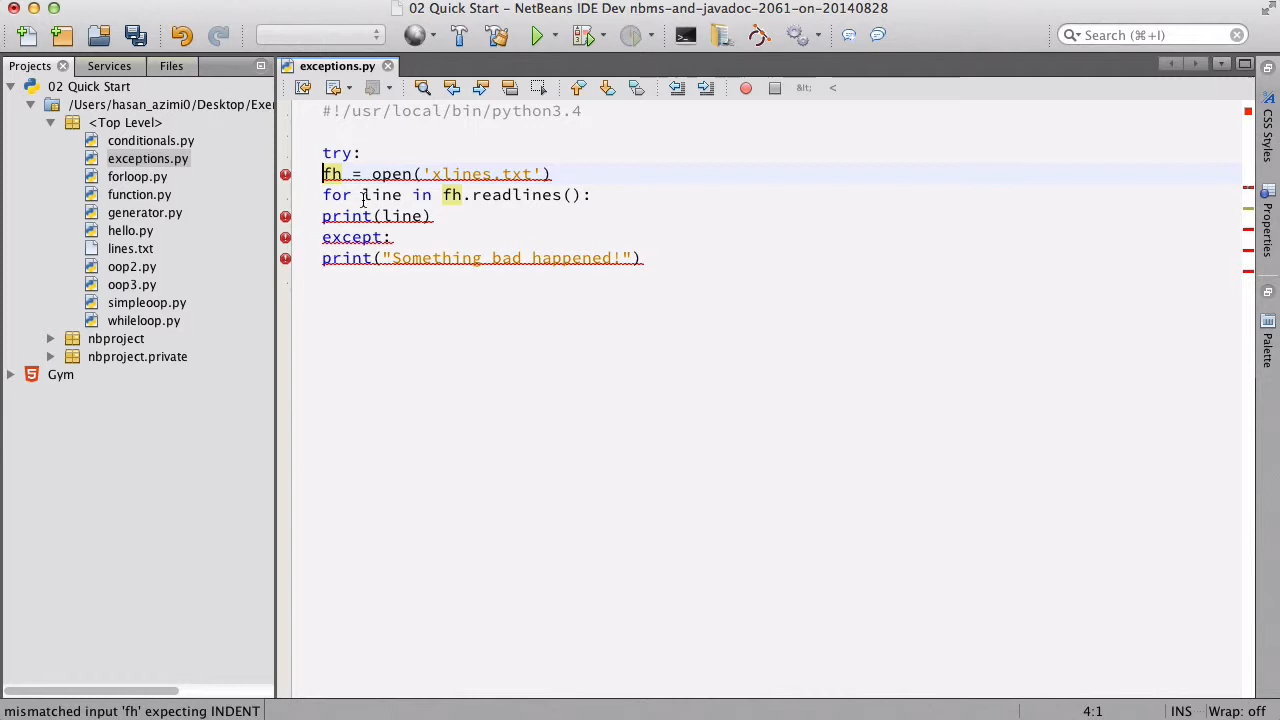 02 Quick Start - NetBeans IDE Dev nbms-and-javadoc-2061-on-20140828
Search (⌘+I)
Projects
Services
Files
exceptions.py
02 Quick Start
/Users/hasan_azimi0/Desktop/Exer
<Top Level>
conditionals.py
exceptions.py
forloop.py
function.py
generator.py
hello.py
lines.txt
oop2.py
oop3.py
simpleoop.py
whileloop.py
nbproject
nbproject.private
Gym
&lt;
<
#!/usr/local/bin/python3.4
try:
fh = open('xlines.txt')
for line in fh.readlines():
print(line)
except:
print("Something bad happened!")
CSS Styles
Properties
Palette
mismatched input 'fh' expecting INDENT
4:1
INS
Wrap: off